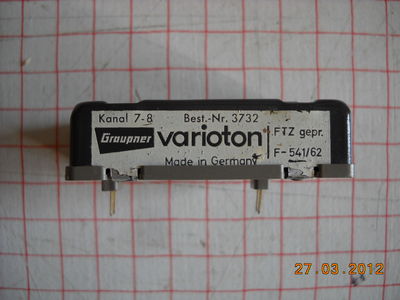 Kanal 7-8 Best.-Nr. 3732
Graupner varioton FTZ gepr.
F-541/62
Made in Germany
27.03.2012